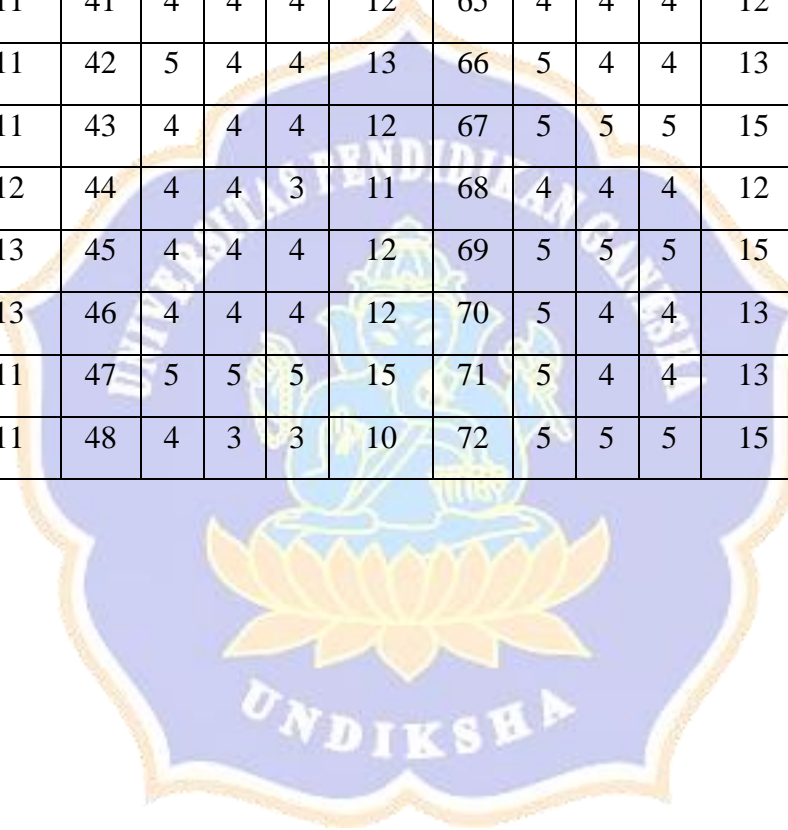 11 41 4 4 4 12 65 4 4 4 12
11 42 5 4 4 13 66 5 4 4 13
11 43 4 4 4 12 67 5 5 5 15
12 44 4 4 3 11 68 4 4 4 12
13 45 4 4 4 12 69 5 5 5 15
13 46 4 4 4 12 70 5 4 4 13
11 47 5 5 5 15 71 5 4 4 13
11 48 4 3 3 10 72 5 5 5 15
UNIVERSITAS PENDIDIKAN GANESHA
UNDIKSHA